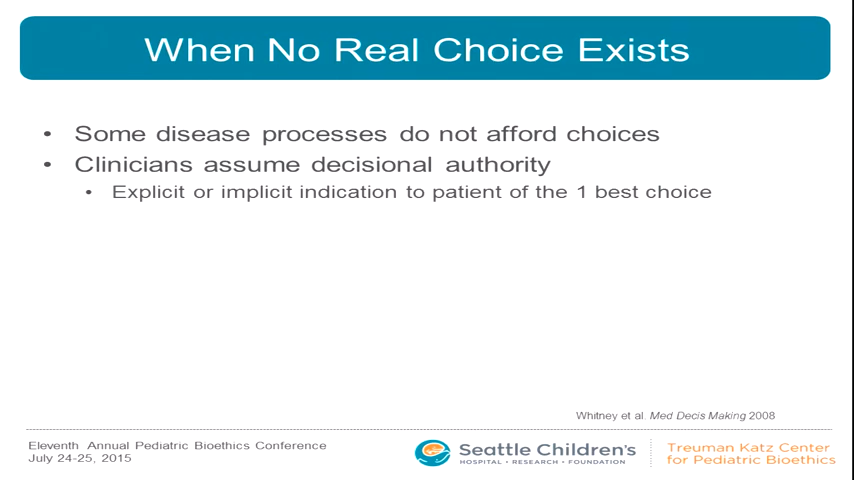 When No Real Choice Exists
• Some disease processes do not afford choices
• Clinicians assume decisional authority
• Explicit or implicit indication to patient of the 1 best choice
Whitney et al. Med Decis Making 2008
Eleventh Annual Pediatric Bioethics Conference
July 24-25, 2015
Seattle Children's
HOSPITAL • RESEARCH • FOUNDATION
Treuman Katz Center
for Pediatric Bioethics